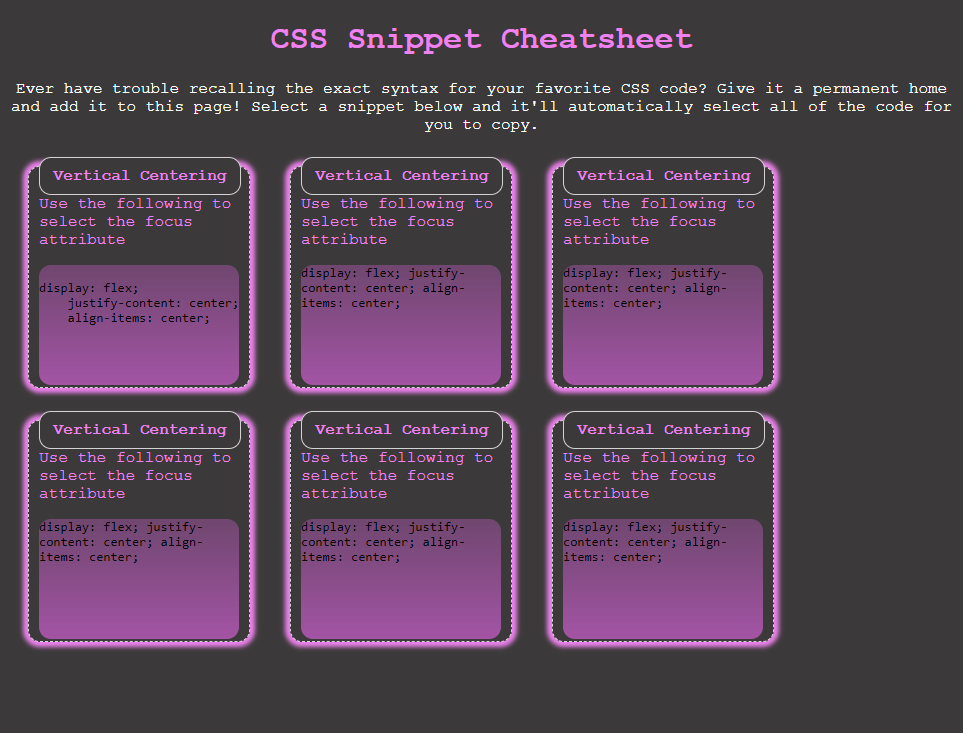 CSS Snippet Cheatsheet
Ever have trouble recalling the exact syntax for your favorite CSS code? Give it a permanent home
and add it to this page! Select a snippet below and it'll automatically select all of the code for
you to copy.
Vertical Centering
Use the following to
select the focus
attribute
display: flex;
justify-content: center;
align-items: center;
Vertical Centering
Use the following to
select the focus
attribute
display: flex; justify-
content: center; align-
items: center;
Vertical Centering
Use the following to
select the focus
attribute
display: flex; justify-
content: center; align-
items: center;
Vertical Centering
Use the following to
select the focus
attribute
display: flex; justify-
content: center; align-
items: center;
Vertical Centering
Use the following to
select the focus
attribute
display: flex; justify-
content: center; align-
items: center;
Vertical Centering
Use the following to
select the focus
attribute
display: flex; justify-
content: center; align-
items: center;